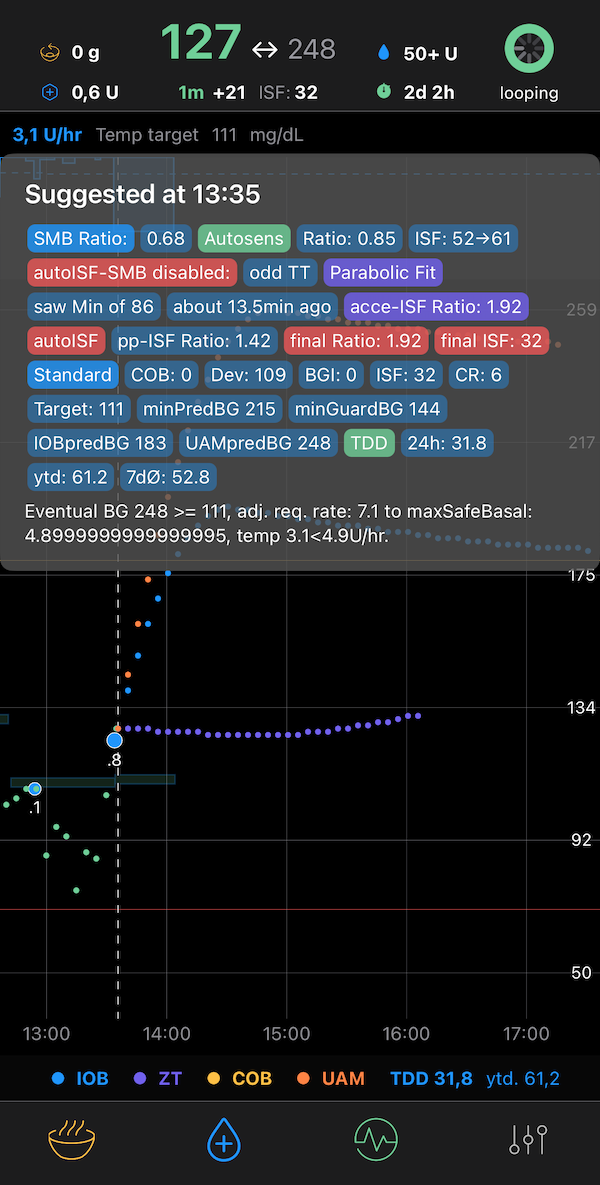 0 g 127 ↔ 248 50+ U
0,6 U 1m +21 ISF: 32 2d 2h looping
3,1 U/hr Temp target 111 mg/dL
Suggested at 13:35
SMB Ratio: 0.68 Autosens Ratio: 0.85 ISF: 52→61
autoISF-SMB disabled: odd TT Parabolic Fit
saw Min of 86 about 13.5min ago acce-ISF Ratio: 1.92
259
autoISF pp-ISF Ratio: 1.42 final Ratio: 1.92 final ISF: 32
Standard COB: 0 Dev: 109 BGI: 0 ISF: 32 CR: 6
Target: 111 minPredBG 215 minGuardBG 144
IOBpredBG 183 UAMpredBG 248 TDD 24h: 31.8
217
ytd: 61.2 7dØ: 52.8
Eventual BG 248 >= 111, adj. req. rate: 7.1 to maxSafeBasal:
4.8999999999999995, temp 3.1<4.9U/hr.
175
134
.8
.1
92
50
13:00 14:00 15:00 16:00 17:00
IOB ZT COB UAM TDD 31,8 ytd. 61,2